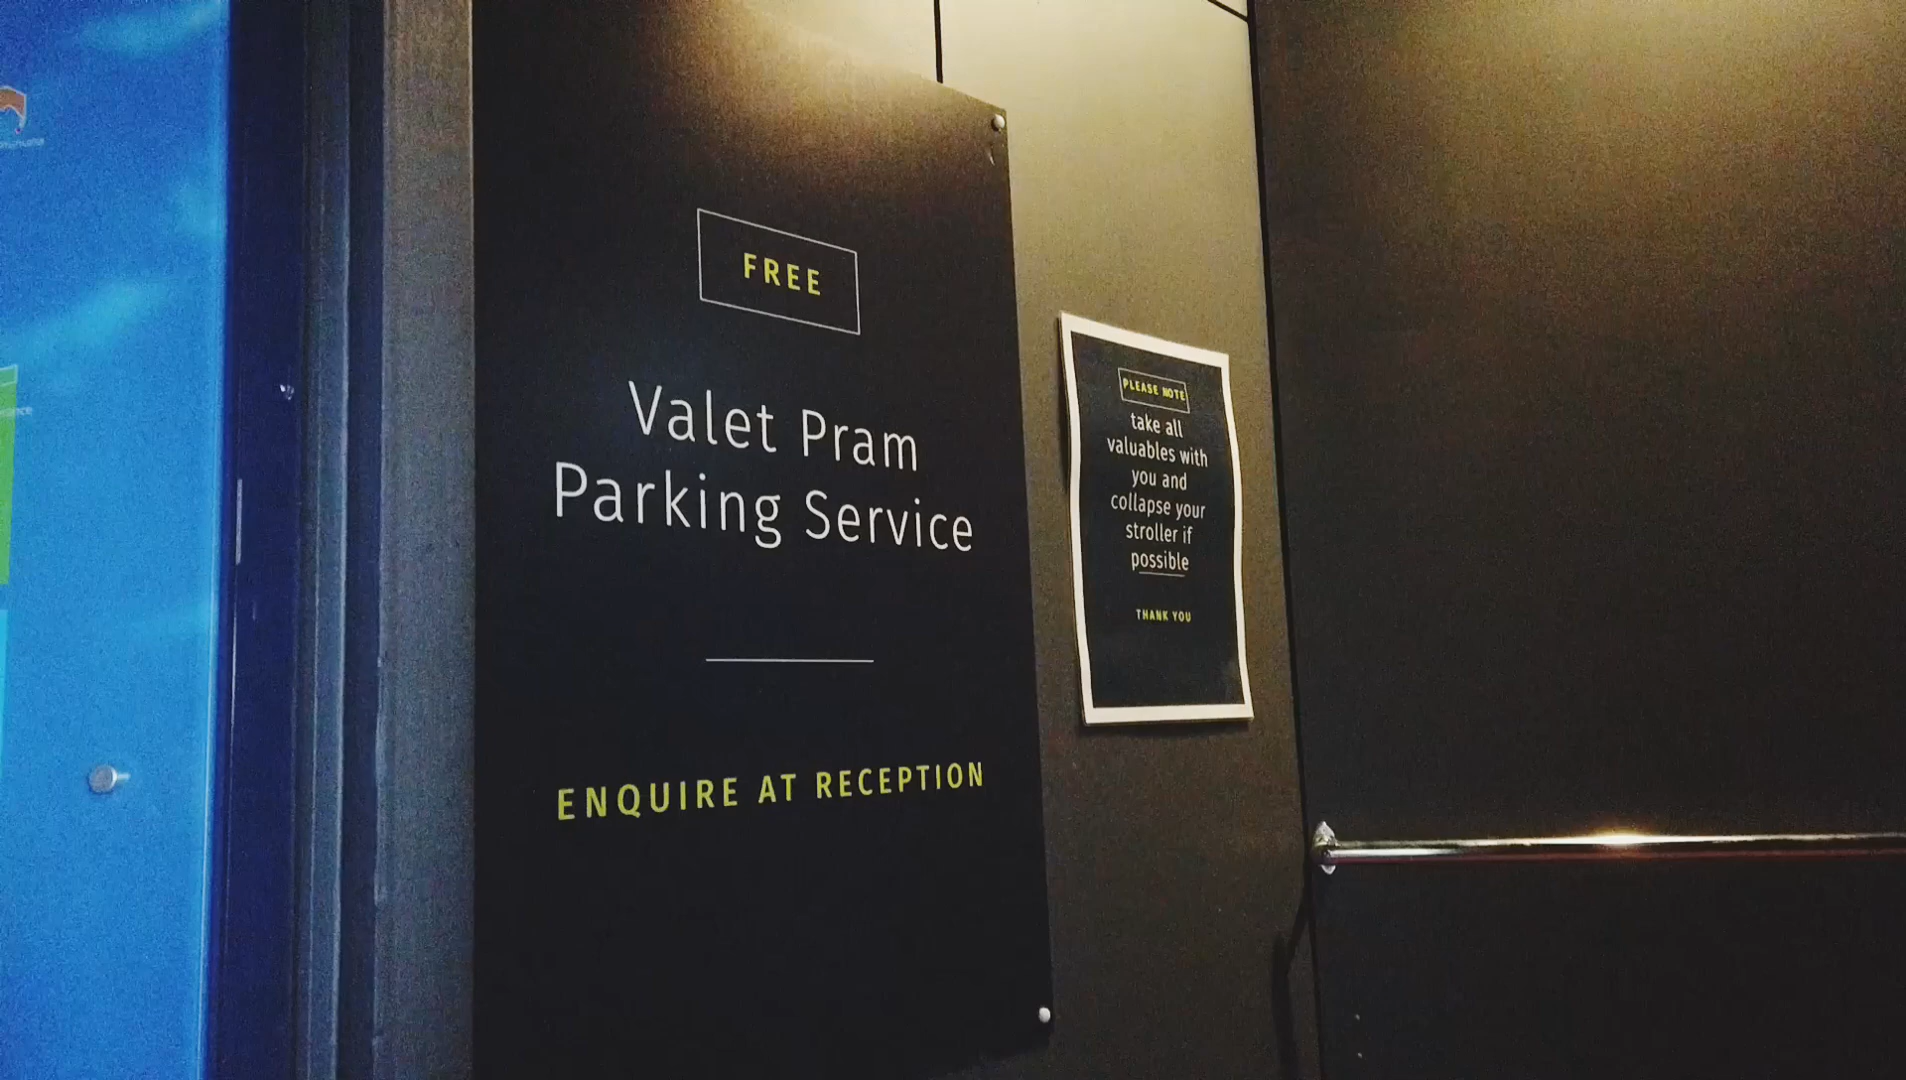 FREE
Valet Pram
Parking Service
ENQUIRE AT RECEPTION
PLEASE NOTE
take all
valuables with
you and
collapse your
stroller if
possible
THANK YOU